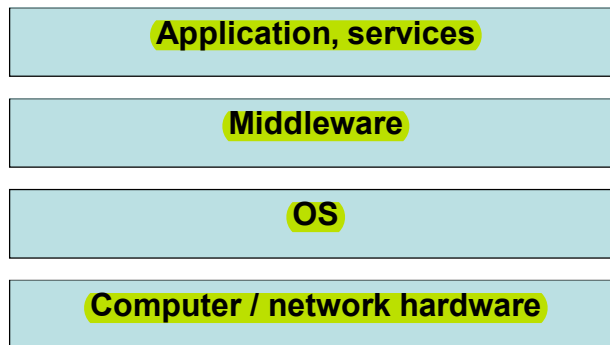 Application, services
Middleware
OS
Computer / network hardware